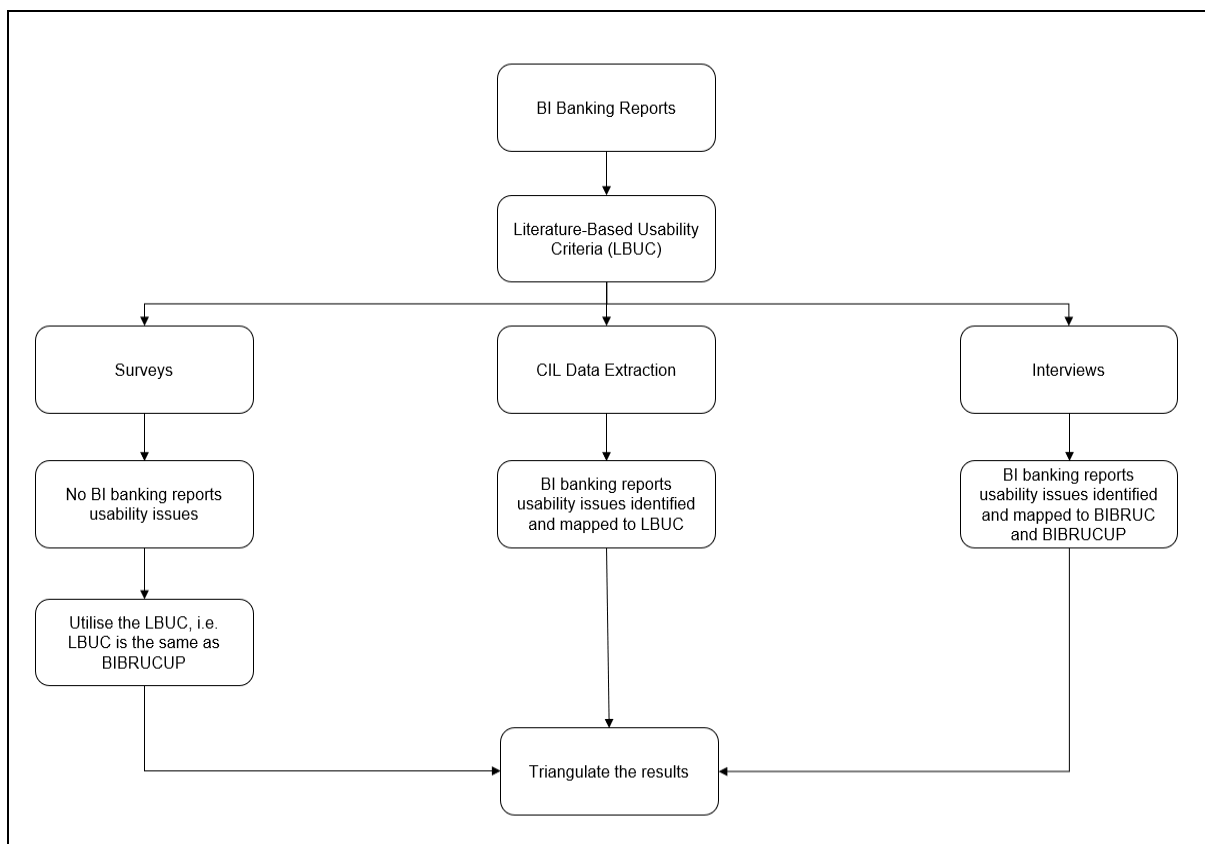 BI Banking Reports
Literature-Based Usability
Criteria (LBUC)
Surveys
CIL Data Extraction
Interviews
No BI banking reports
usability issues
BI banking reports
usability issues identified
and mapped to LBUC
BI banking reports
usability issues identified
and mapped to BIBRUC
and BIBRUCUP
Utilise the LBUC, i.e.
LBUC is the same as
BIBRUCUP
Triangulate the results